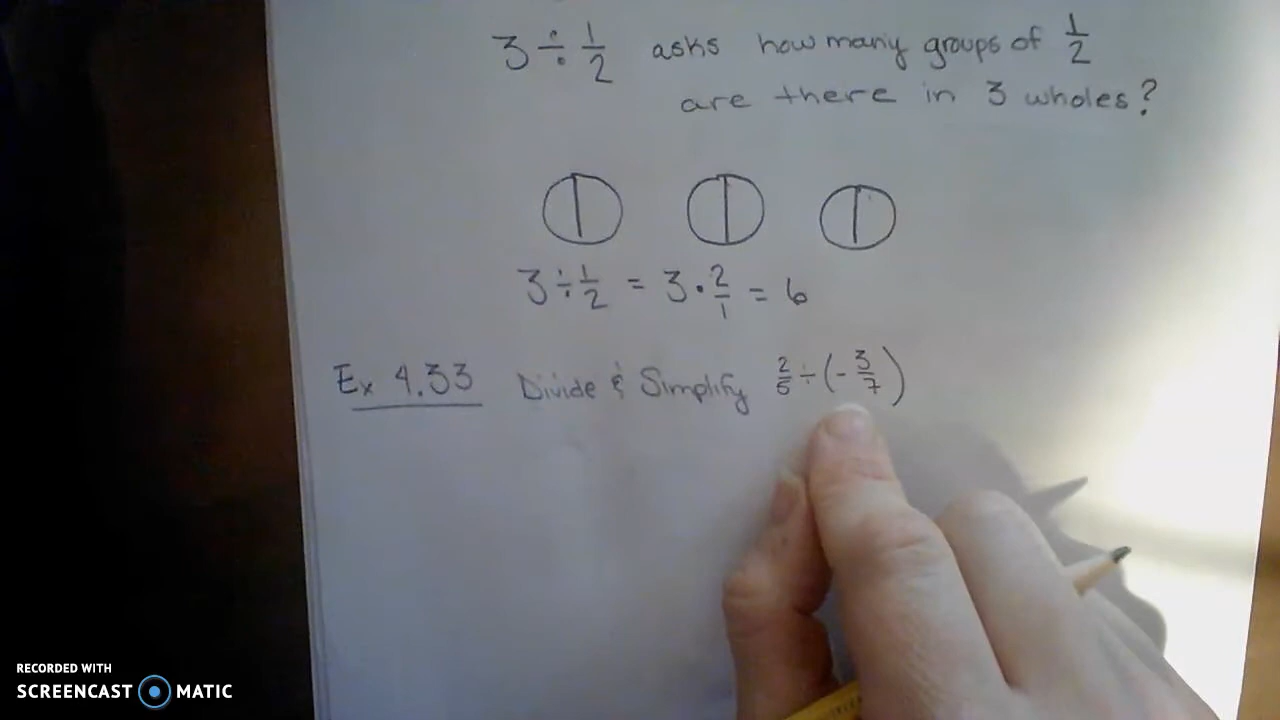 3 ÷ 1/2 asks how many groups of 1/2
are there in 3 wholes?
3 ÷ 1/2 = 3 · 2/1 = 6
Ex 4.33 Divide & Simplify 2/5 ÷ (- 3/7)
RECORDED WITH
SCREENCAST MATIC